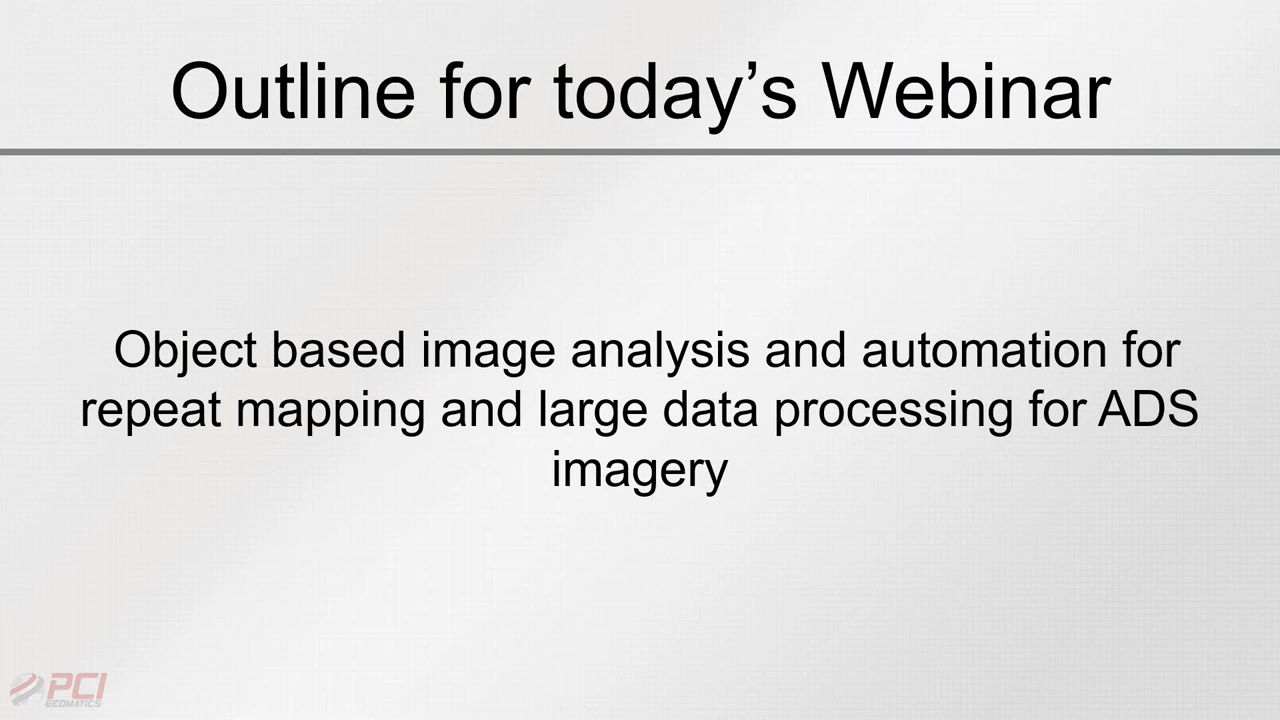 Outline for today’s Webinar
Object based image analysis and automation for
repeat mapping and large data processing for ADS
imagery
PCI
GEOMATICS